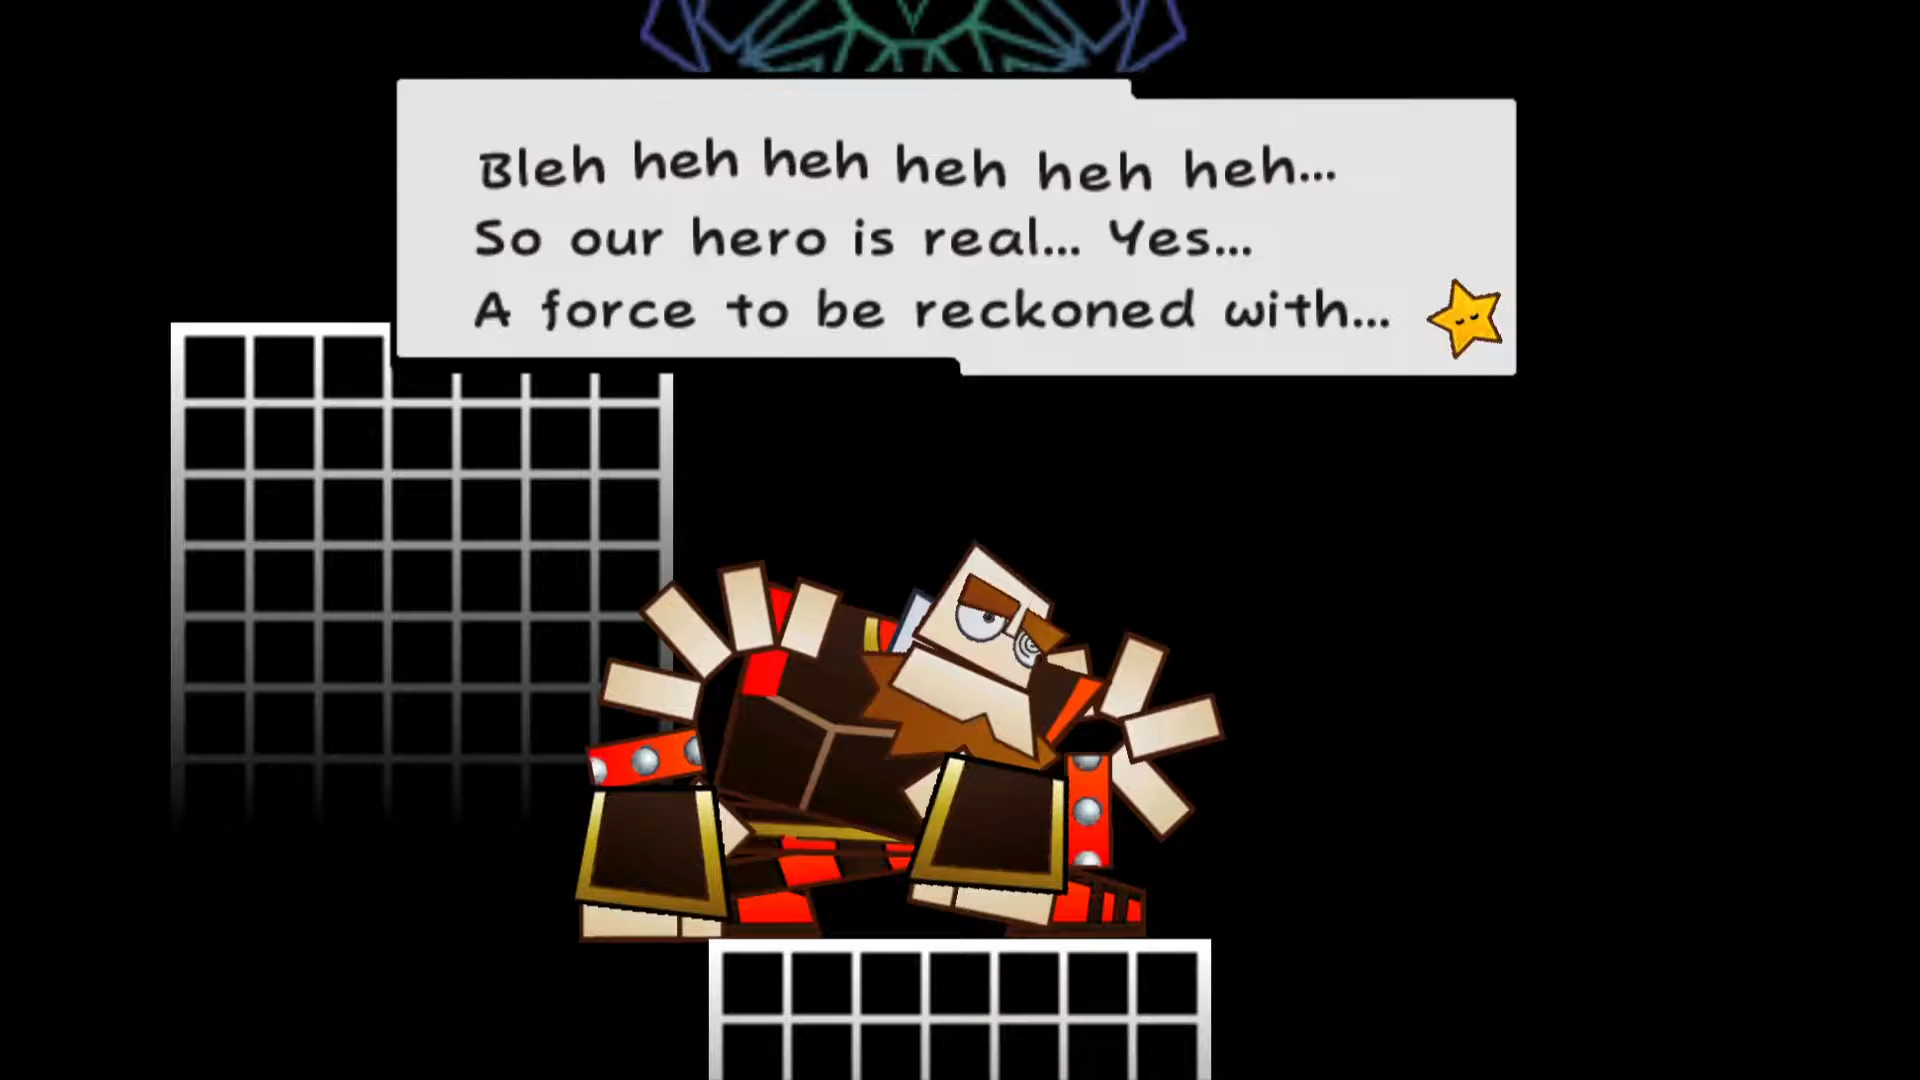 Bleh heh heh heh heh heh...
So our hero is real... Yes...
A force to be reckoned with...